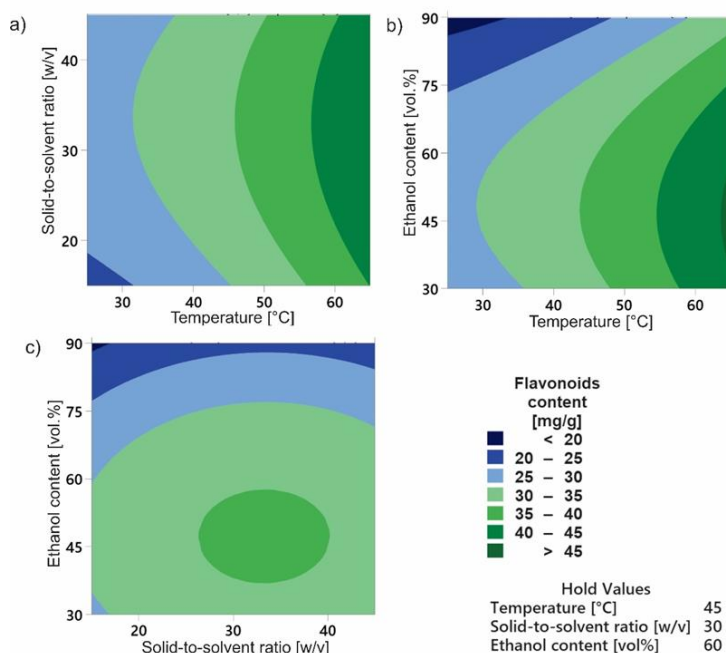 a)
Solid-to-solvent ratio [w/v]
40
30
20
30 40 50 60
Temperature [°C]
b)
Ethanol content [vol.%]
90
75
60
45
30
30 40 50 60
Temperature [°C]
c)
Ethanol content [vol.%]
90
75
60
45
30
20 30 40
Solid-to-solvent ratio [w/v]
Flavonoids
content
[mg/g]
< 20
20 – 25
25 – 30
30 – 35
35 – 40
40 – 45
> 45
Hold Values
Temperature [°C] 45
Solid-to-solvent ratio [w/v] 30
Ethanol content [vol%] 60